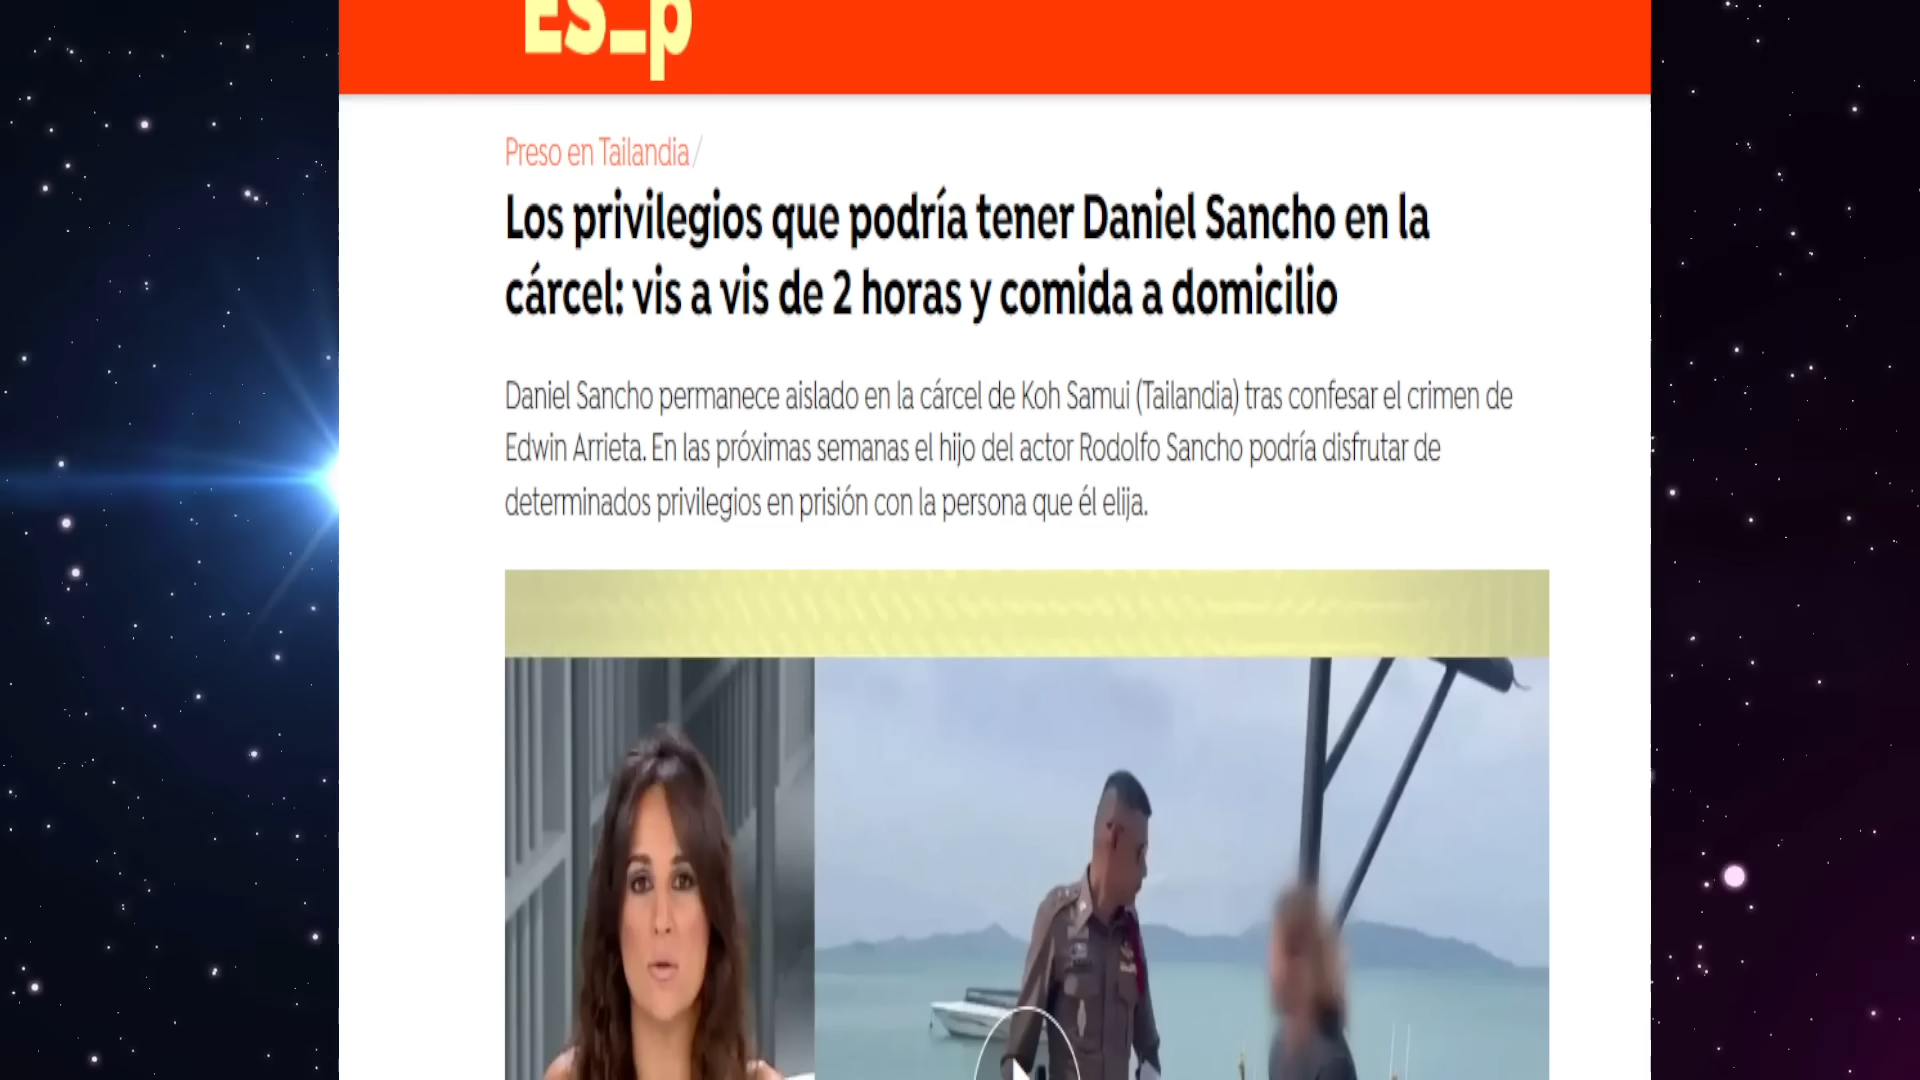 ES_p
Preso en Tailandia/
Los privilegios que podría tener Daniel Sancho en la
cárcel: vis a vis de 2 horas y comida a domicilio
Daniel Sancho permanece aislado en la cárcel de Koh Samui (Tailandia) tras confesar el crimen de
Edwin Arrieta. En las próximas semanas el hijo del actor Rodolfo Sancho podría disfrutar de
determinados privilegios en prisión con la persona que él elija.